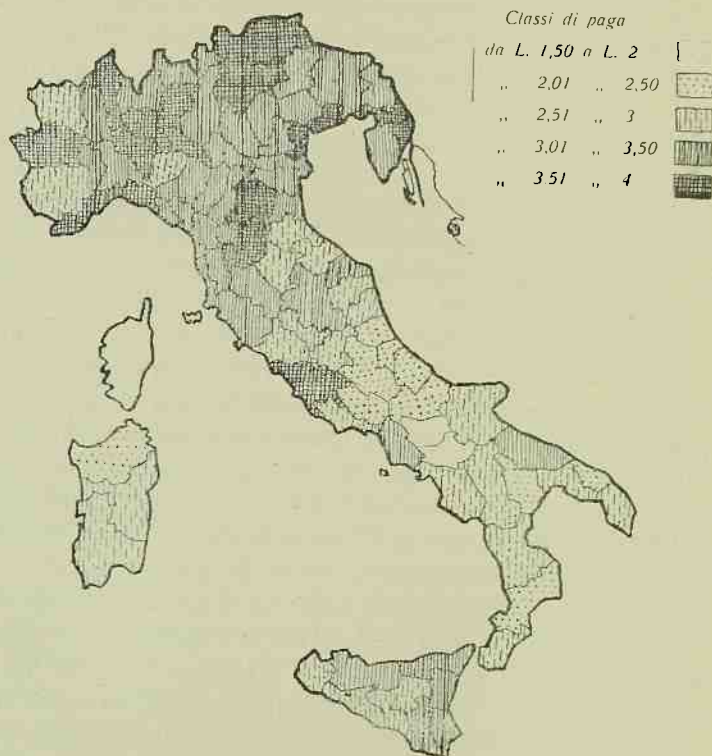 Classi di paga
da L. 1,50 a L. 2
„ 2,01 „ 2,50
„ 2,51 „ 3
„ 3,01 „ 3,50
„ 3.51 „ 4